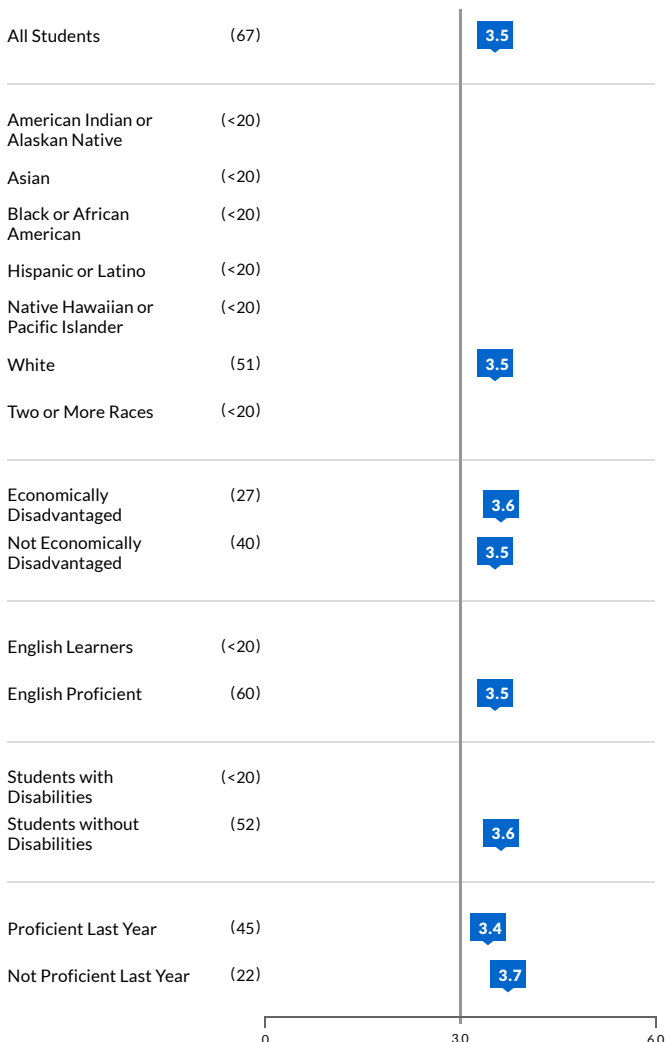 All Students (67) 3.5
American Indian or (<20)
Alaskan Native
Asian (<20)
Black or African (<20)
American
Hispanic or Latino (<20)
Native Hawaiian or (<20)
Pacific Islander
White (51) 3.5
Two or More Races (<20)
Economically (27) 3.6
Disadvantaged
Not Economically (40) 3.5
Disadvantaged
English Learners (<20)
English Proficient (60) 3.5
Students with (<20)
Disabilities
Students without (52) 3.6
Disabilities
Proficient Last Year (45) 3.4
Not Proficient Last Year (22) 3.7
0 3.0 6.0